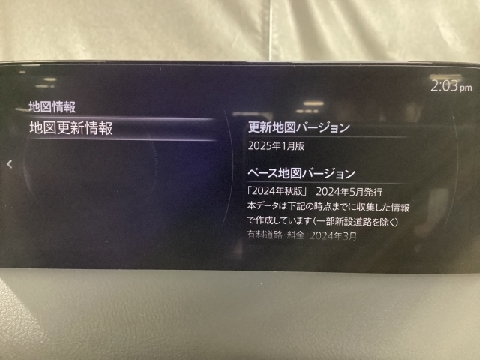 2:03 pm
地図情報
地図更新情報
更新地図バージョン
2025年1月版
ベース地図バージョン
「2024年秋版」 2024年5月発行
本データは下記の時点までに収集した情報
で作成しています（一部新設道路を除く）
有料道路・料金：2024年3月